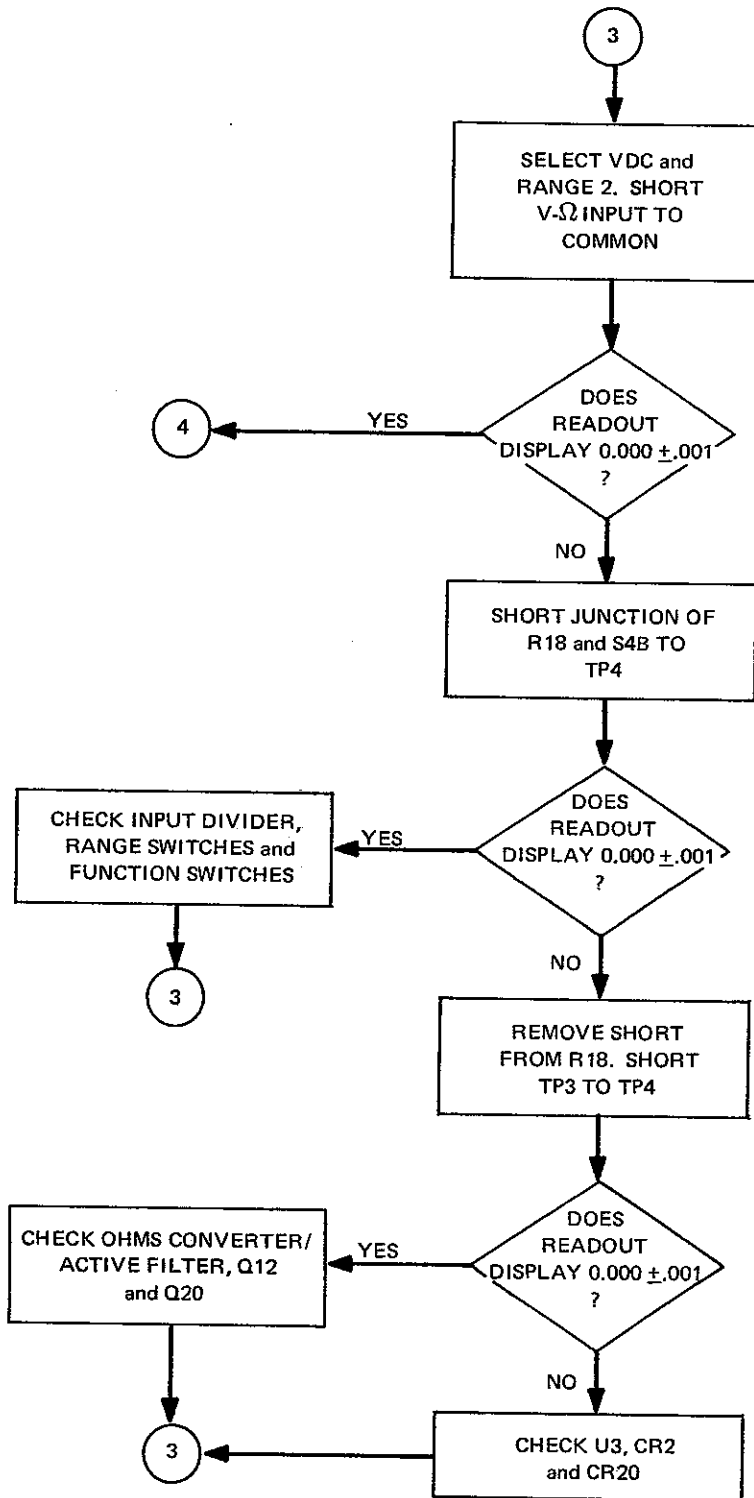 3
SELECT VDC and
RANGE 2. SHORT
V-Ω INPUT TO
COMMON
DOES
READOUT
DISPLAY 0.000 ±.001
?
YES
4
NO
SHORT JUNCTION OF
R18 and S4B TO
TP4
DOES
READOUT
DISPLAY 0.000 ±.001
?
YES
CHECK INPUT DIVIDER,
RANGE SWITCHES and
FUNCTION SWITCHES
3
NO
REMOVE SHORT
FROM R18. SHORT
TP3 TO TP4
DOES
READOUT
DISPLAY 0.000 ±.001
?
YES
CHECK OHMS CONVERTER/
ACTIVE FILTER, Q12
and Q20
NO
3
CHECK U3, CR2
and CR20